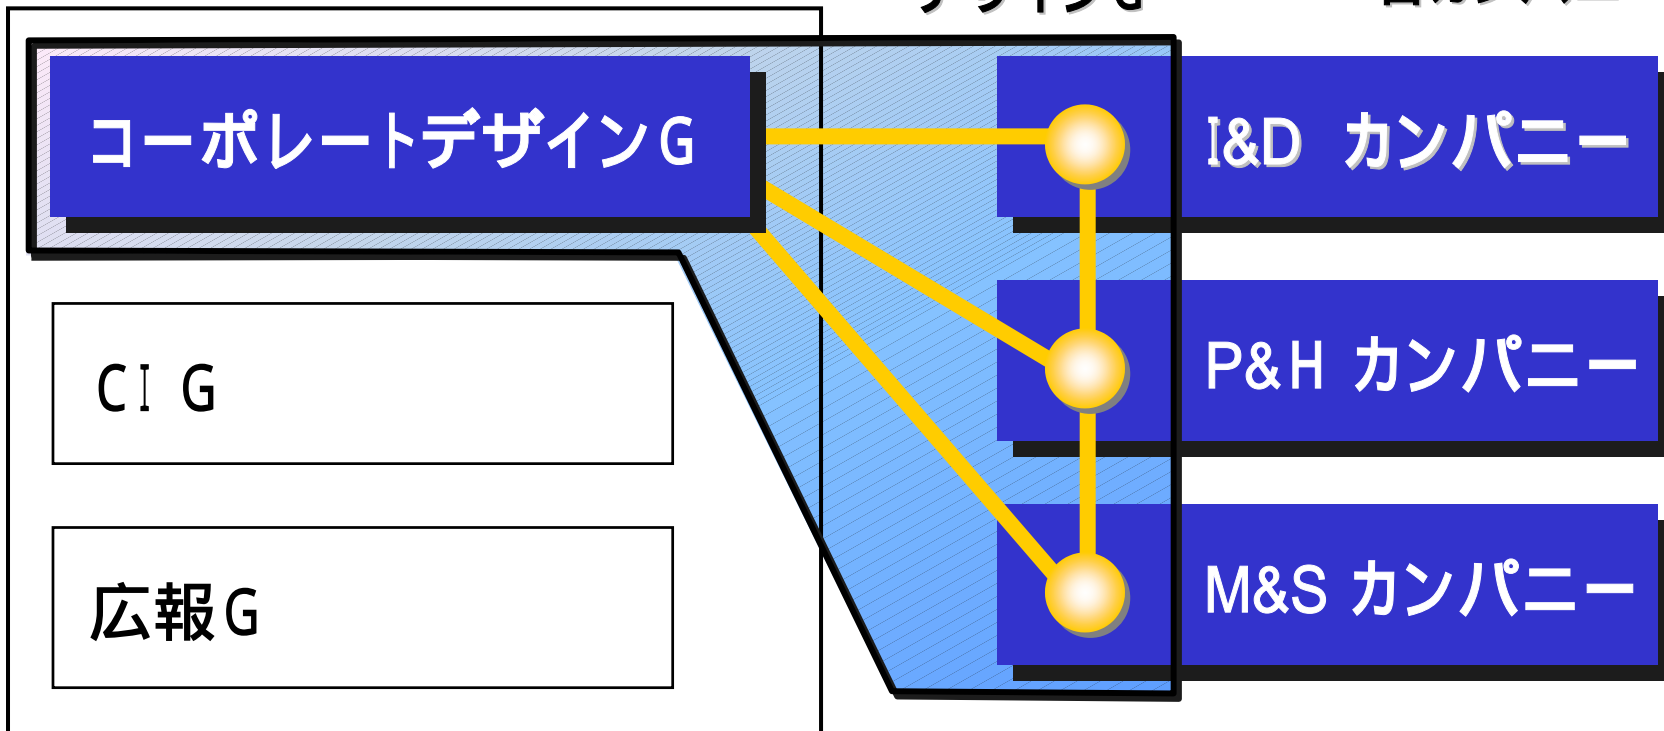 コーポレートデザインG
I&D カンパニー
CI G
P&H カンパニー
広報G
M&S カンパニー